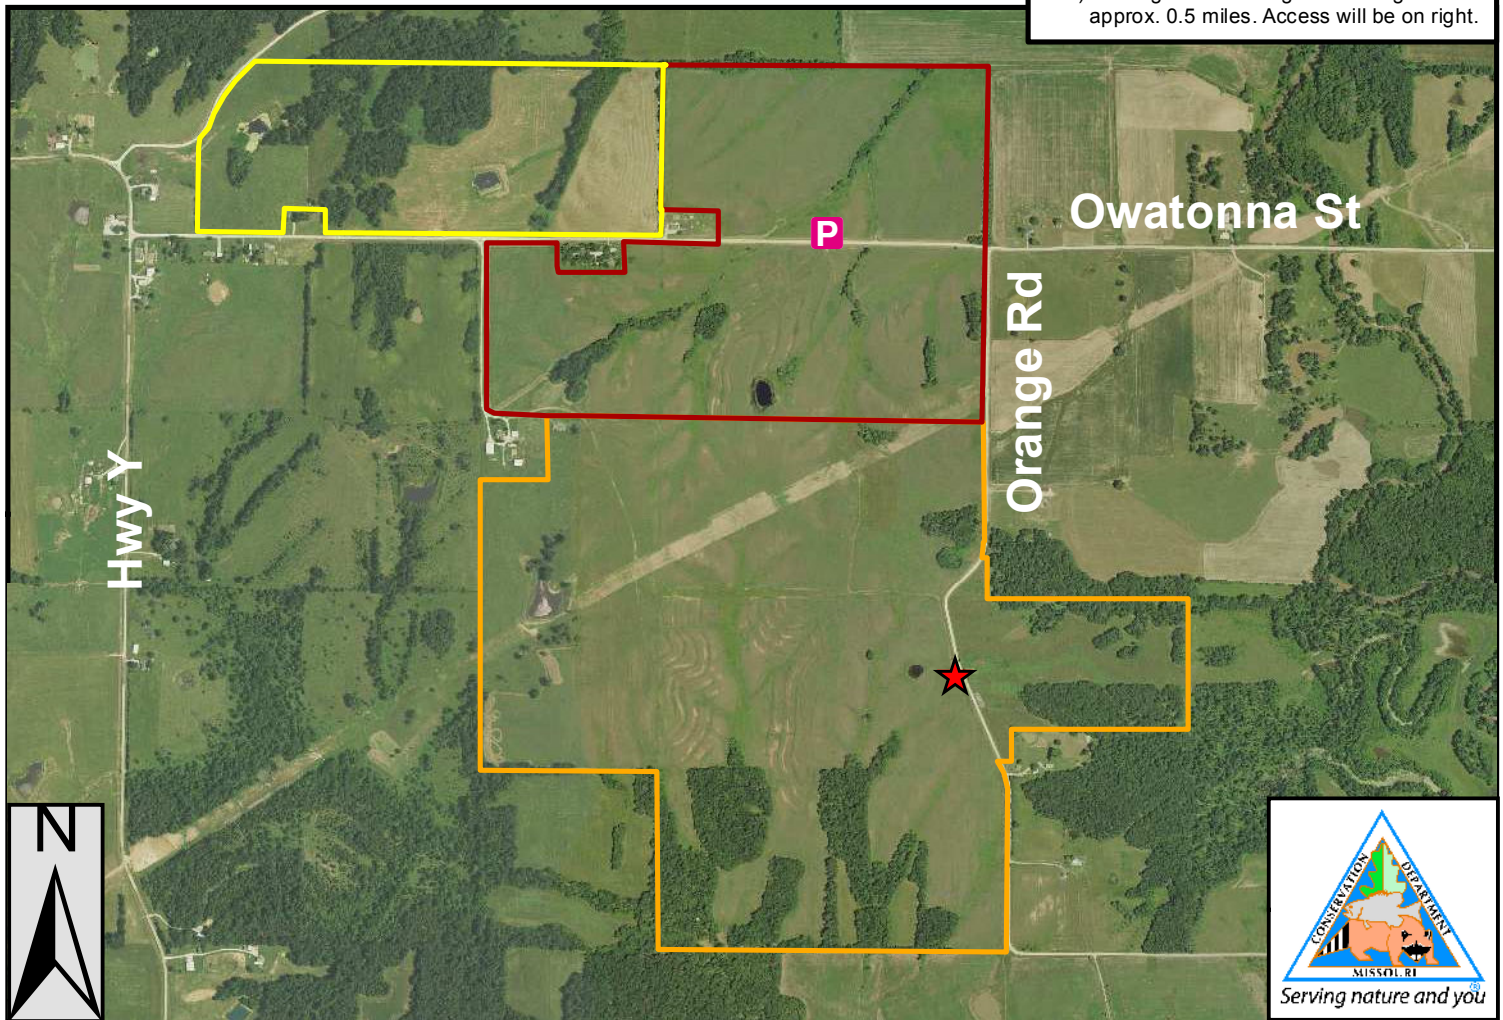 approx. 0.5 miles. Access will be on right.
Owatonna St
P
Orange Rd
Hwy Y
N
CONSERVATION
DEPARTMENT
MISSOURI
Serving nature and you
®